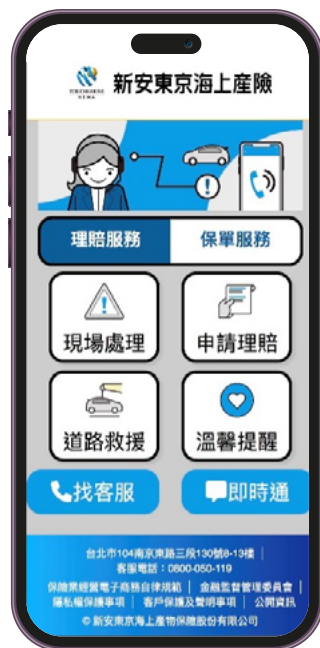 TOKIO MARINE
NEWA
新安東京海上產險
理賠服務
保單服務
現場處理
申請理賠
道路救援
溫馨提醒
找客服
即時通
台北市104南京東路三段130號8-13樓 |
客服電話：0800-050-119
保險業經營電子商務自律規範 | 金融監督管理委員會 |
隱私權保護事項 | 客戶保護及聲明事項 | 公開資訊
© 新安東京海上產物保險股份有限公司